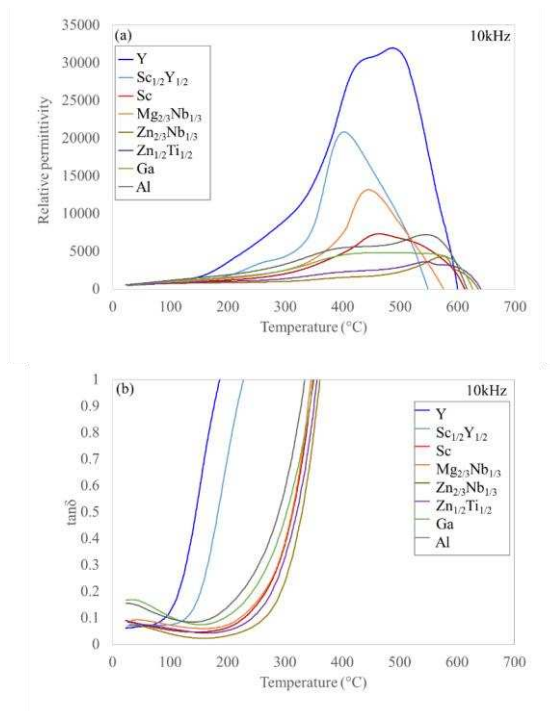 (a)
10kHz
35000
30000
25000
20000
15000
10000
5000
0
Relative permittivity
Y
Sc1/2Y1/2
Sc
Mg2/3Nb1/3
Zn2/3Nb1/3
Zn1/2Ti1/2
Ga
Al
0 100 200 300 400 500 600 700
Temperature (°C)
(b)
10kHz
1
0.9
0.8
0.7
0.6
0.5
0.4
0.3
0.2
0.1
0
tanδ
Y
Sc1/2Y1/2
Sc
Mg2/3Nb1/3
Zn2/3Nb1/3
Zn1/2Ti1/2
Ga
Al
0 100 200 300 400 500 600 700
Temperature (°C)